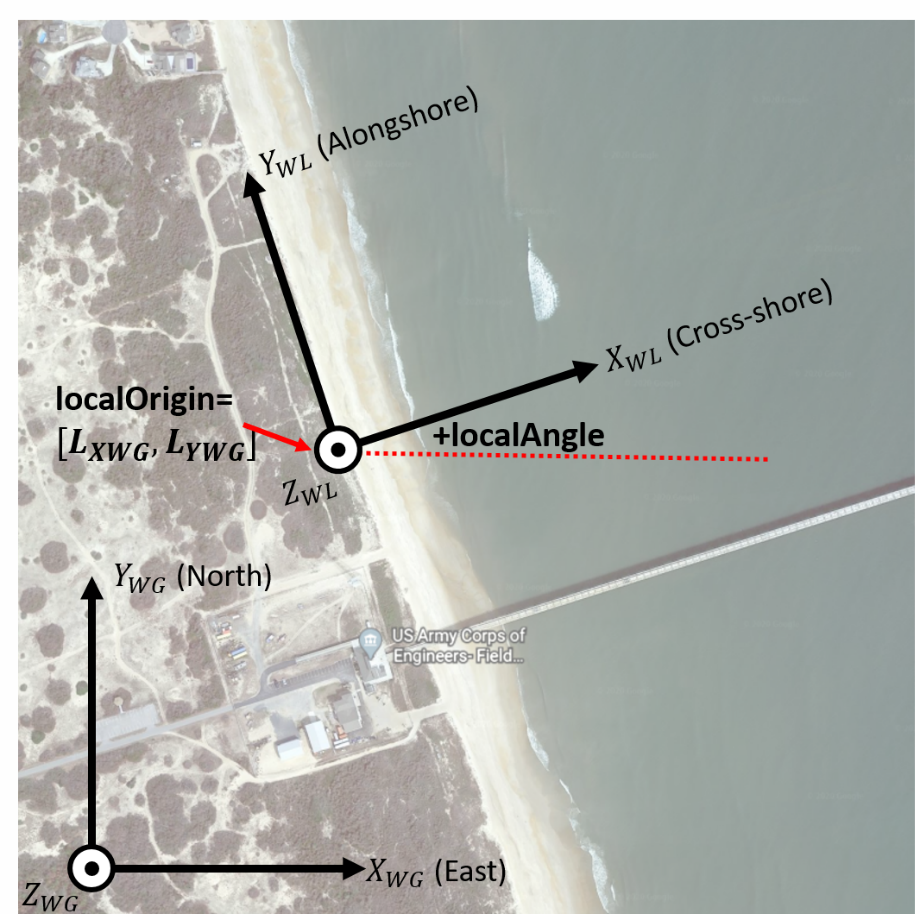 Y_WL (Alongshore)
X_WL (Cross-shore)
localOrigin=
[L_XWG, L_YWG]
+localAngle
Z_WL
Y_WG (North)
US Army Corps of
Engineers- Field...
X_WG (East)
Z_WG